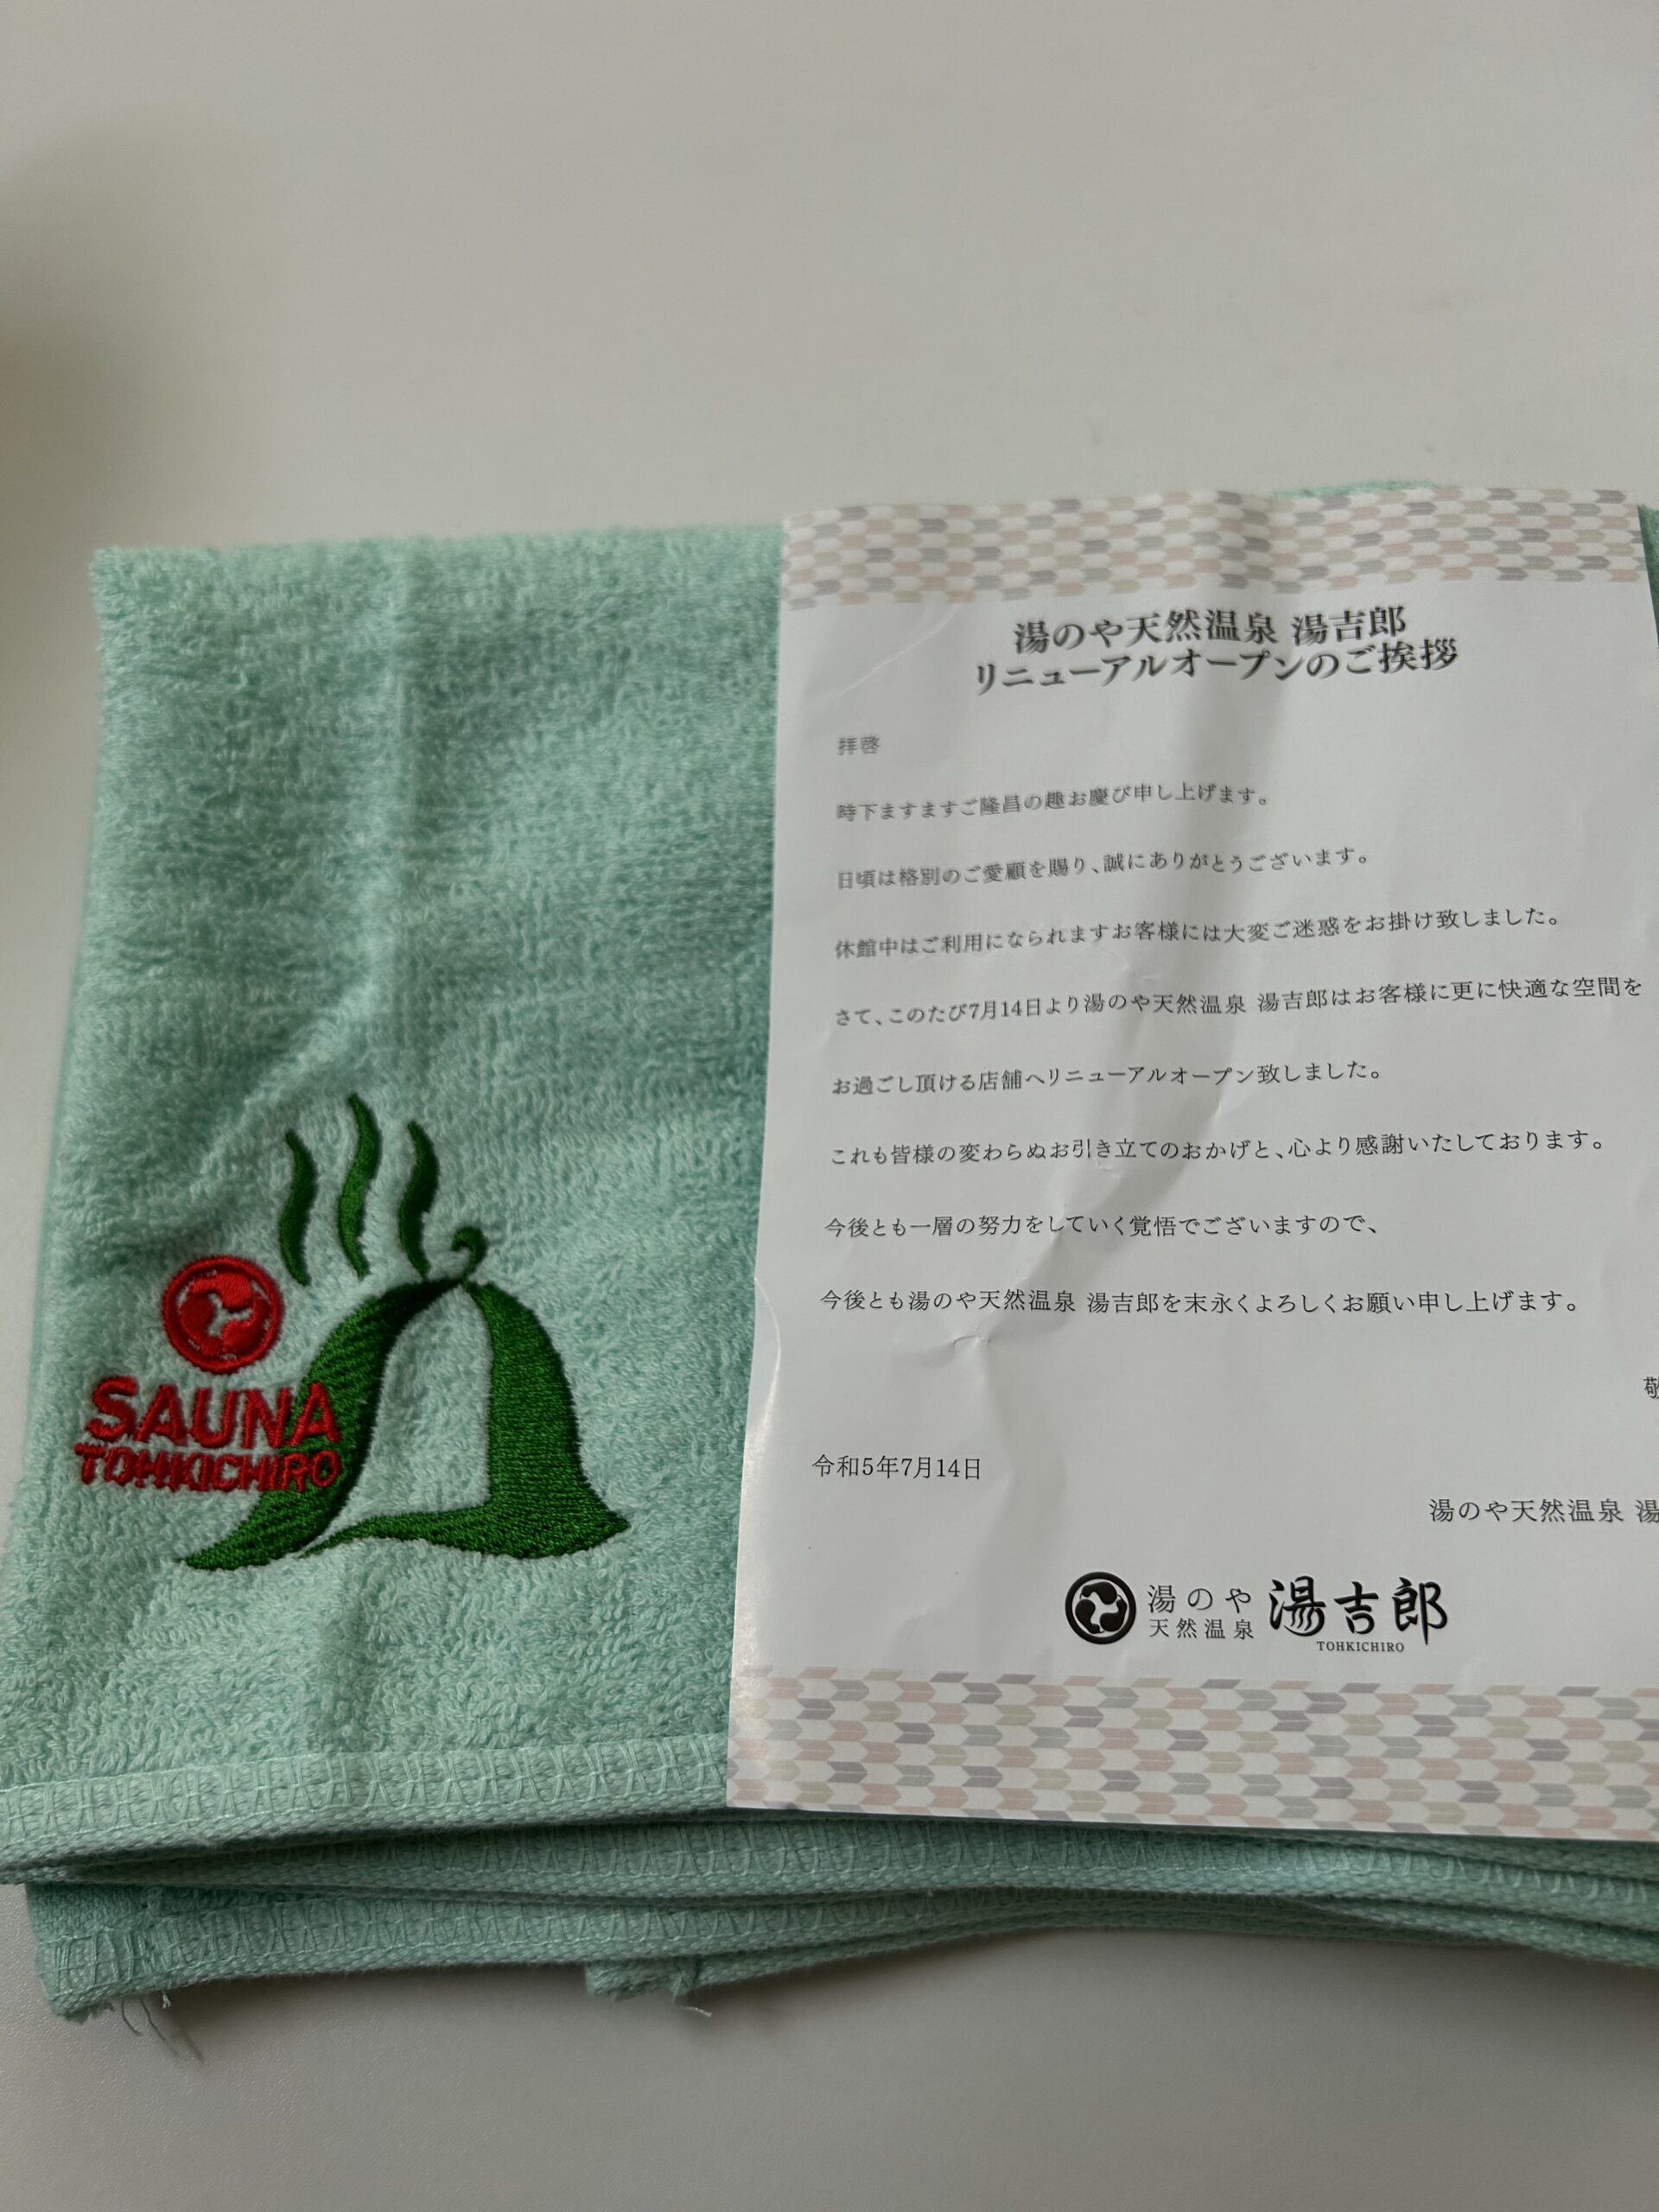 SAUNA
TOHKICHIRO
湯のや天然温泉 湯吉郎
リニューアルオープンのご挨拶
拝啓
時下ますますご隆昌の趣お慶び申し上げます。
日頃は格別のご愛顧を賜り、誠にありがとうございます。
休館中はご利用になられますお客様には大変ご迷惑をお掛け致しました。
さて、このたび7月14日より湯のや天然温泉 湯吉郎はお客様に更に快適な空間を
お過ごし頂ける店舗へリニューアルオープン致しました。
これも皆様の変わらぬお引き立てのおかげと、心より感謝いたしております。
今後とも一層の努力をしていく覚悟でございますので、
今後とも湯のや天然温泉 湯吉郎を末永くよろしくお願い申し上げます。
敬
令和5年7月14日
湯のや天然温泉 湯
湯のや
天然温泉
湯吉郎
TOHKICHIRO